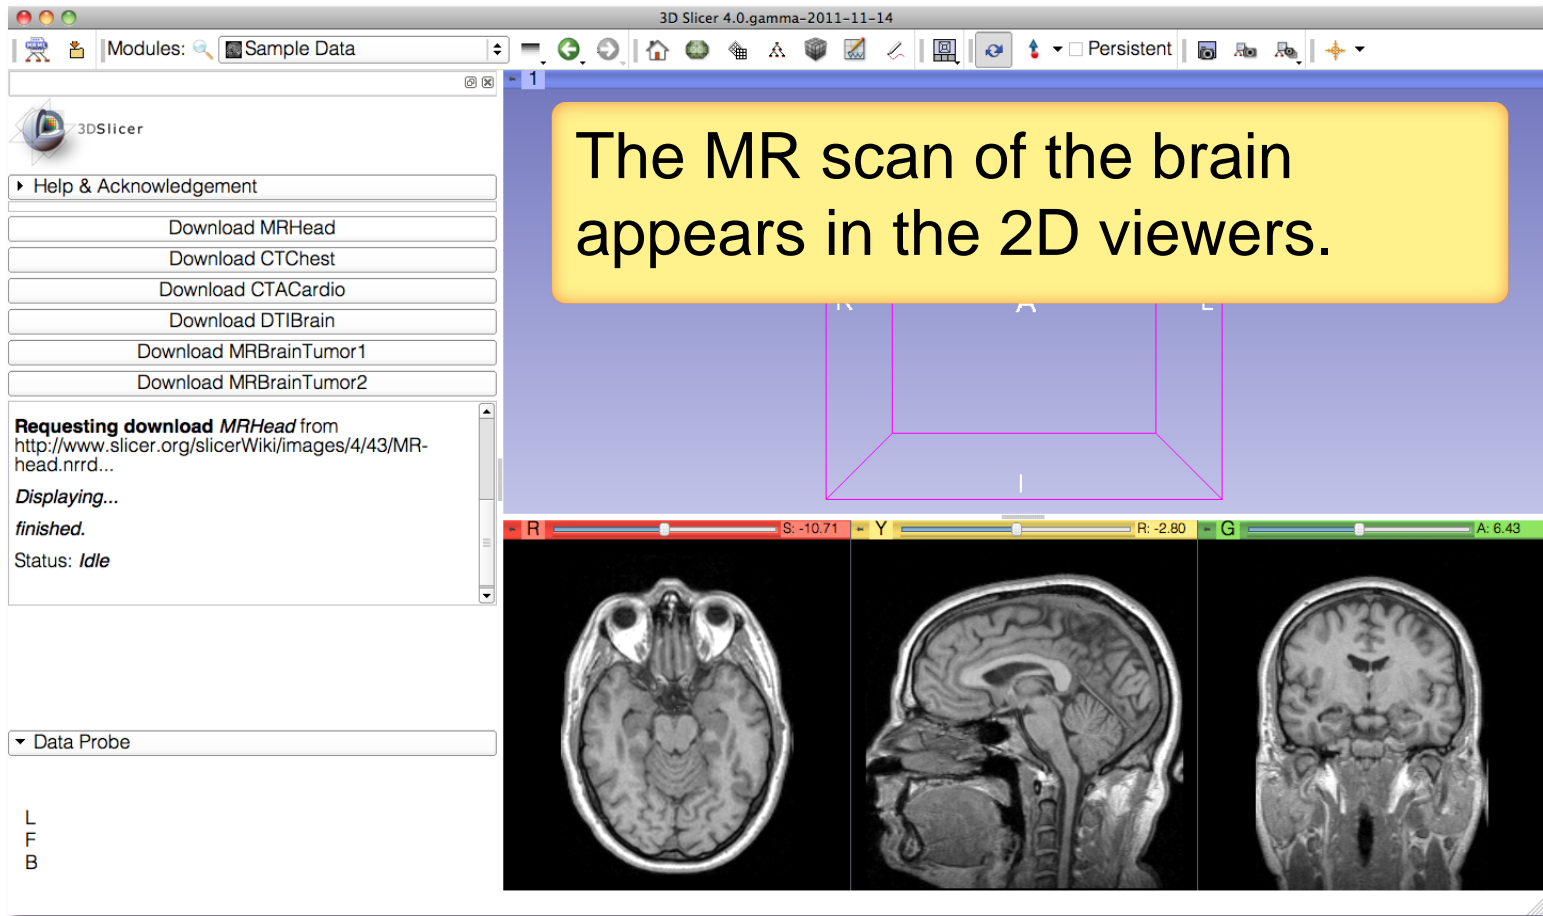 3D Slicer 4.0.gamma-2011-11-14
Modules: Sample Data
Persistent
1
3DSlicer
The MR scan of the brain
appears in the 2D viewers.
Help & Acknowledgement
Download MRHead
Download CTChest
Download CTACardio
Download DTIBrain
Download MRBrainTumor1
Download MRBrainTumor2
R A L
I
Requesting download MRHead from
http://www.slicer.org/slicerWiki/images/4/43/MR-
head.nrrd...
Displaying...
finished.
Status: Idle
R S: -10.71
Y R: -2.80
G A: 6.43
Data Probe
L
F
B